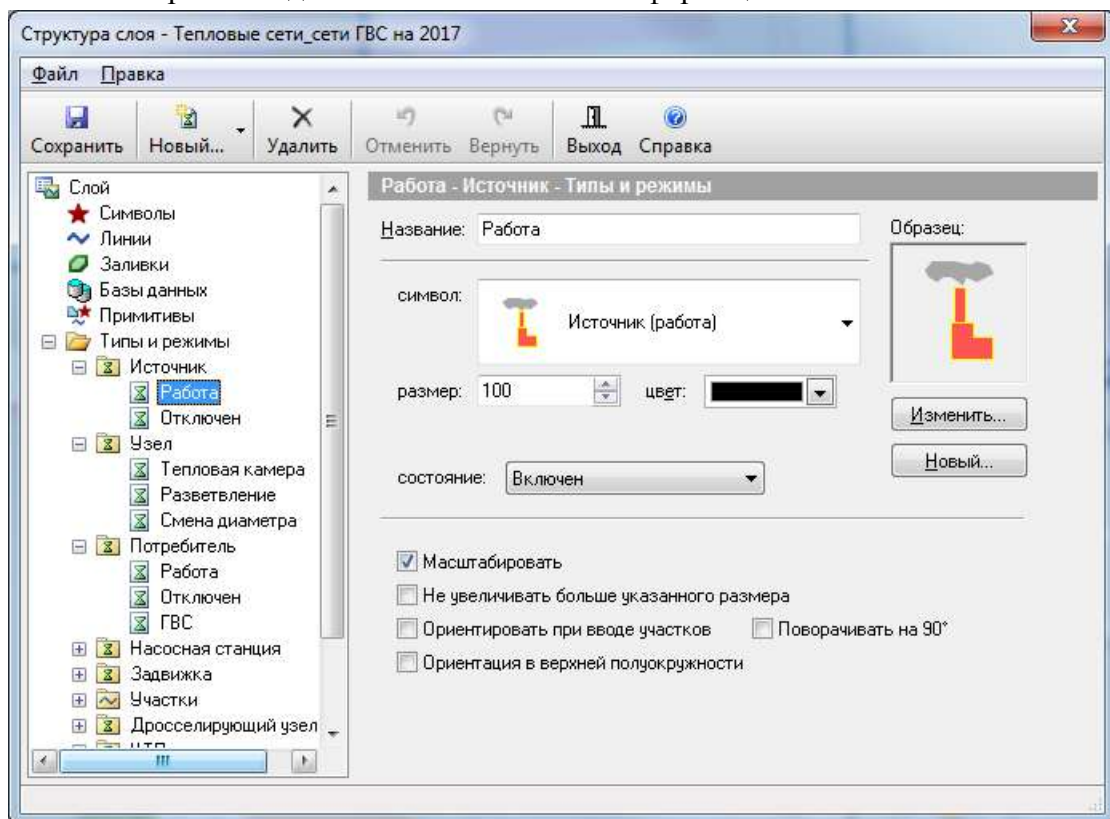 Структура слоя - Тепловые сети_сети ГВС на 2017
Файл Правка
Сохранить Новый... Удалить Отменить Вернуть Выход Справка
Слой
Символы
Линии
Заливки
Базы данных
Примитивы
Типы и режимы
Источник
Работа
Отключен
Узел
Тепловая камера
Разветвление
Смена диаметра
Потребитель
Работа
Отключен
ГВС
Насосная станция
Задвижка
Участки
Дросселирующий узел
Работа - Источник - Типы и режимы
Название: Работа
Образец:
символ: Источник (работа)
размер: 100 цвет:
Изменить...
Новый...
состояние: Включен
Масштабировать
Не увеличивать больше указанного размера
Ориентировать при вводе участков Поворачивать на 90°
Ориентация в верхней полуокружности